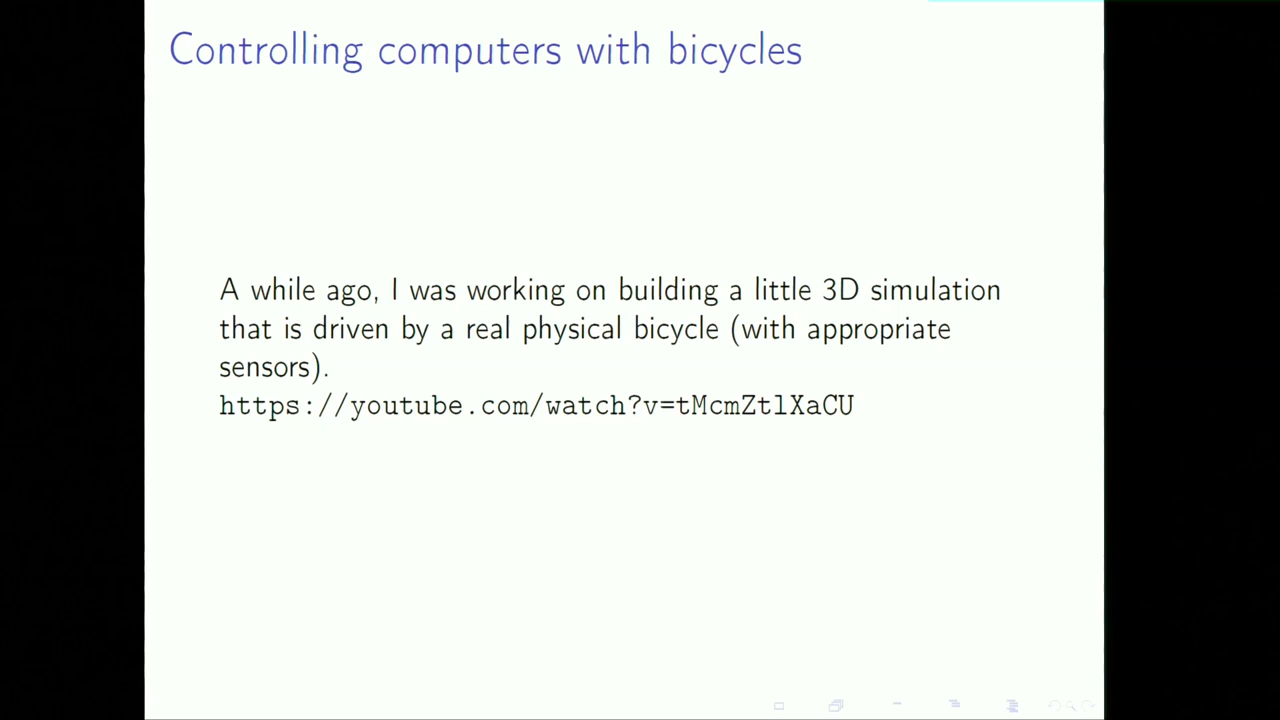 Controlling computers with bicycles
A while ago, I was working on building a little 3D simulation
that is driven by a real physical bicycle (with appropriate
sensors).
https://youtube.com/watch?v=tMcmZtlXaCU